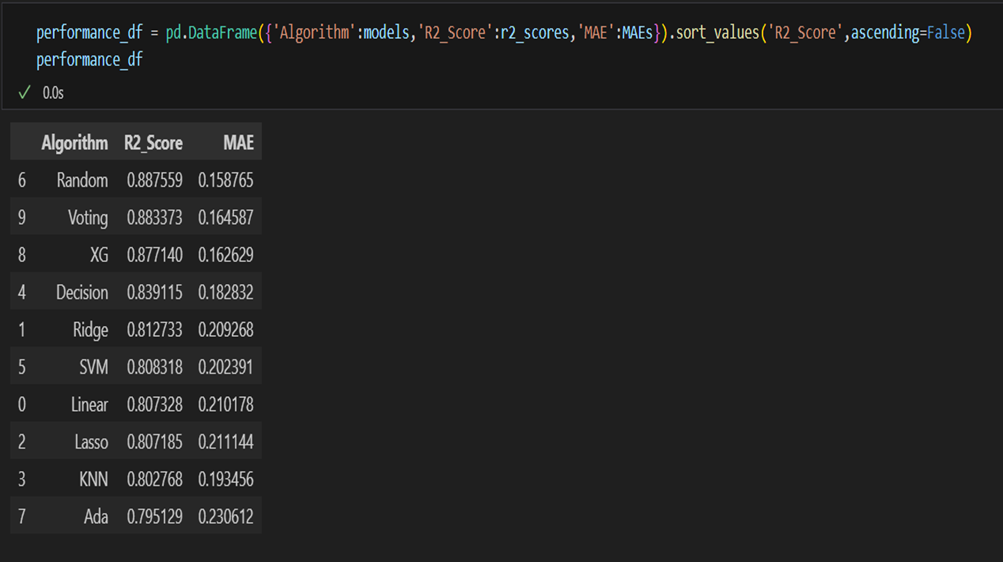 performance_df = pd.DataFrame({'Algorithm':models,'R2_Score':r2_scores,'MAE':MAEs}).sort_values('R2_Score',ascending=False)
performance_df
✓ 0.0s
Algorithm R2_Score MAE
6 Random 0.887559 0.158765
9 Voting 0.883373 0.164587
8 XG 0.877140 0.162629
4 Decision 0.839115 0.182832
1 Ridge 0.812733 0.209268
5 SVM 0.808318 0.202391
0 Linear 0.807328 0.210178
2 Lasso 0.807185 0.211144
3 KNN 0.802768 0.193456
7 Ada 0.795129 0.230612